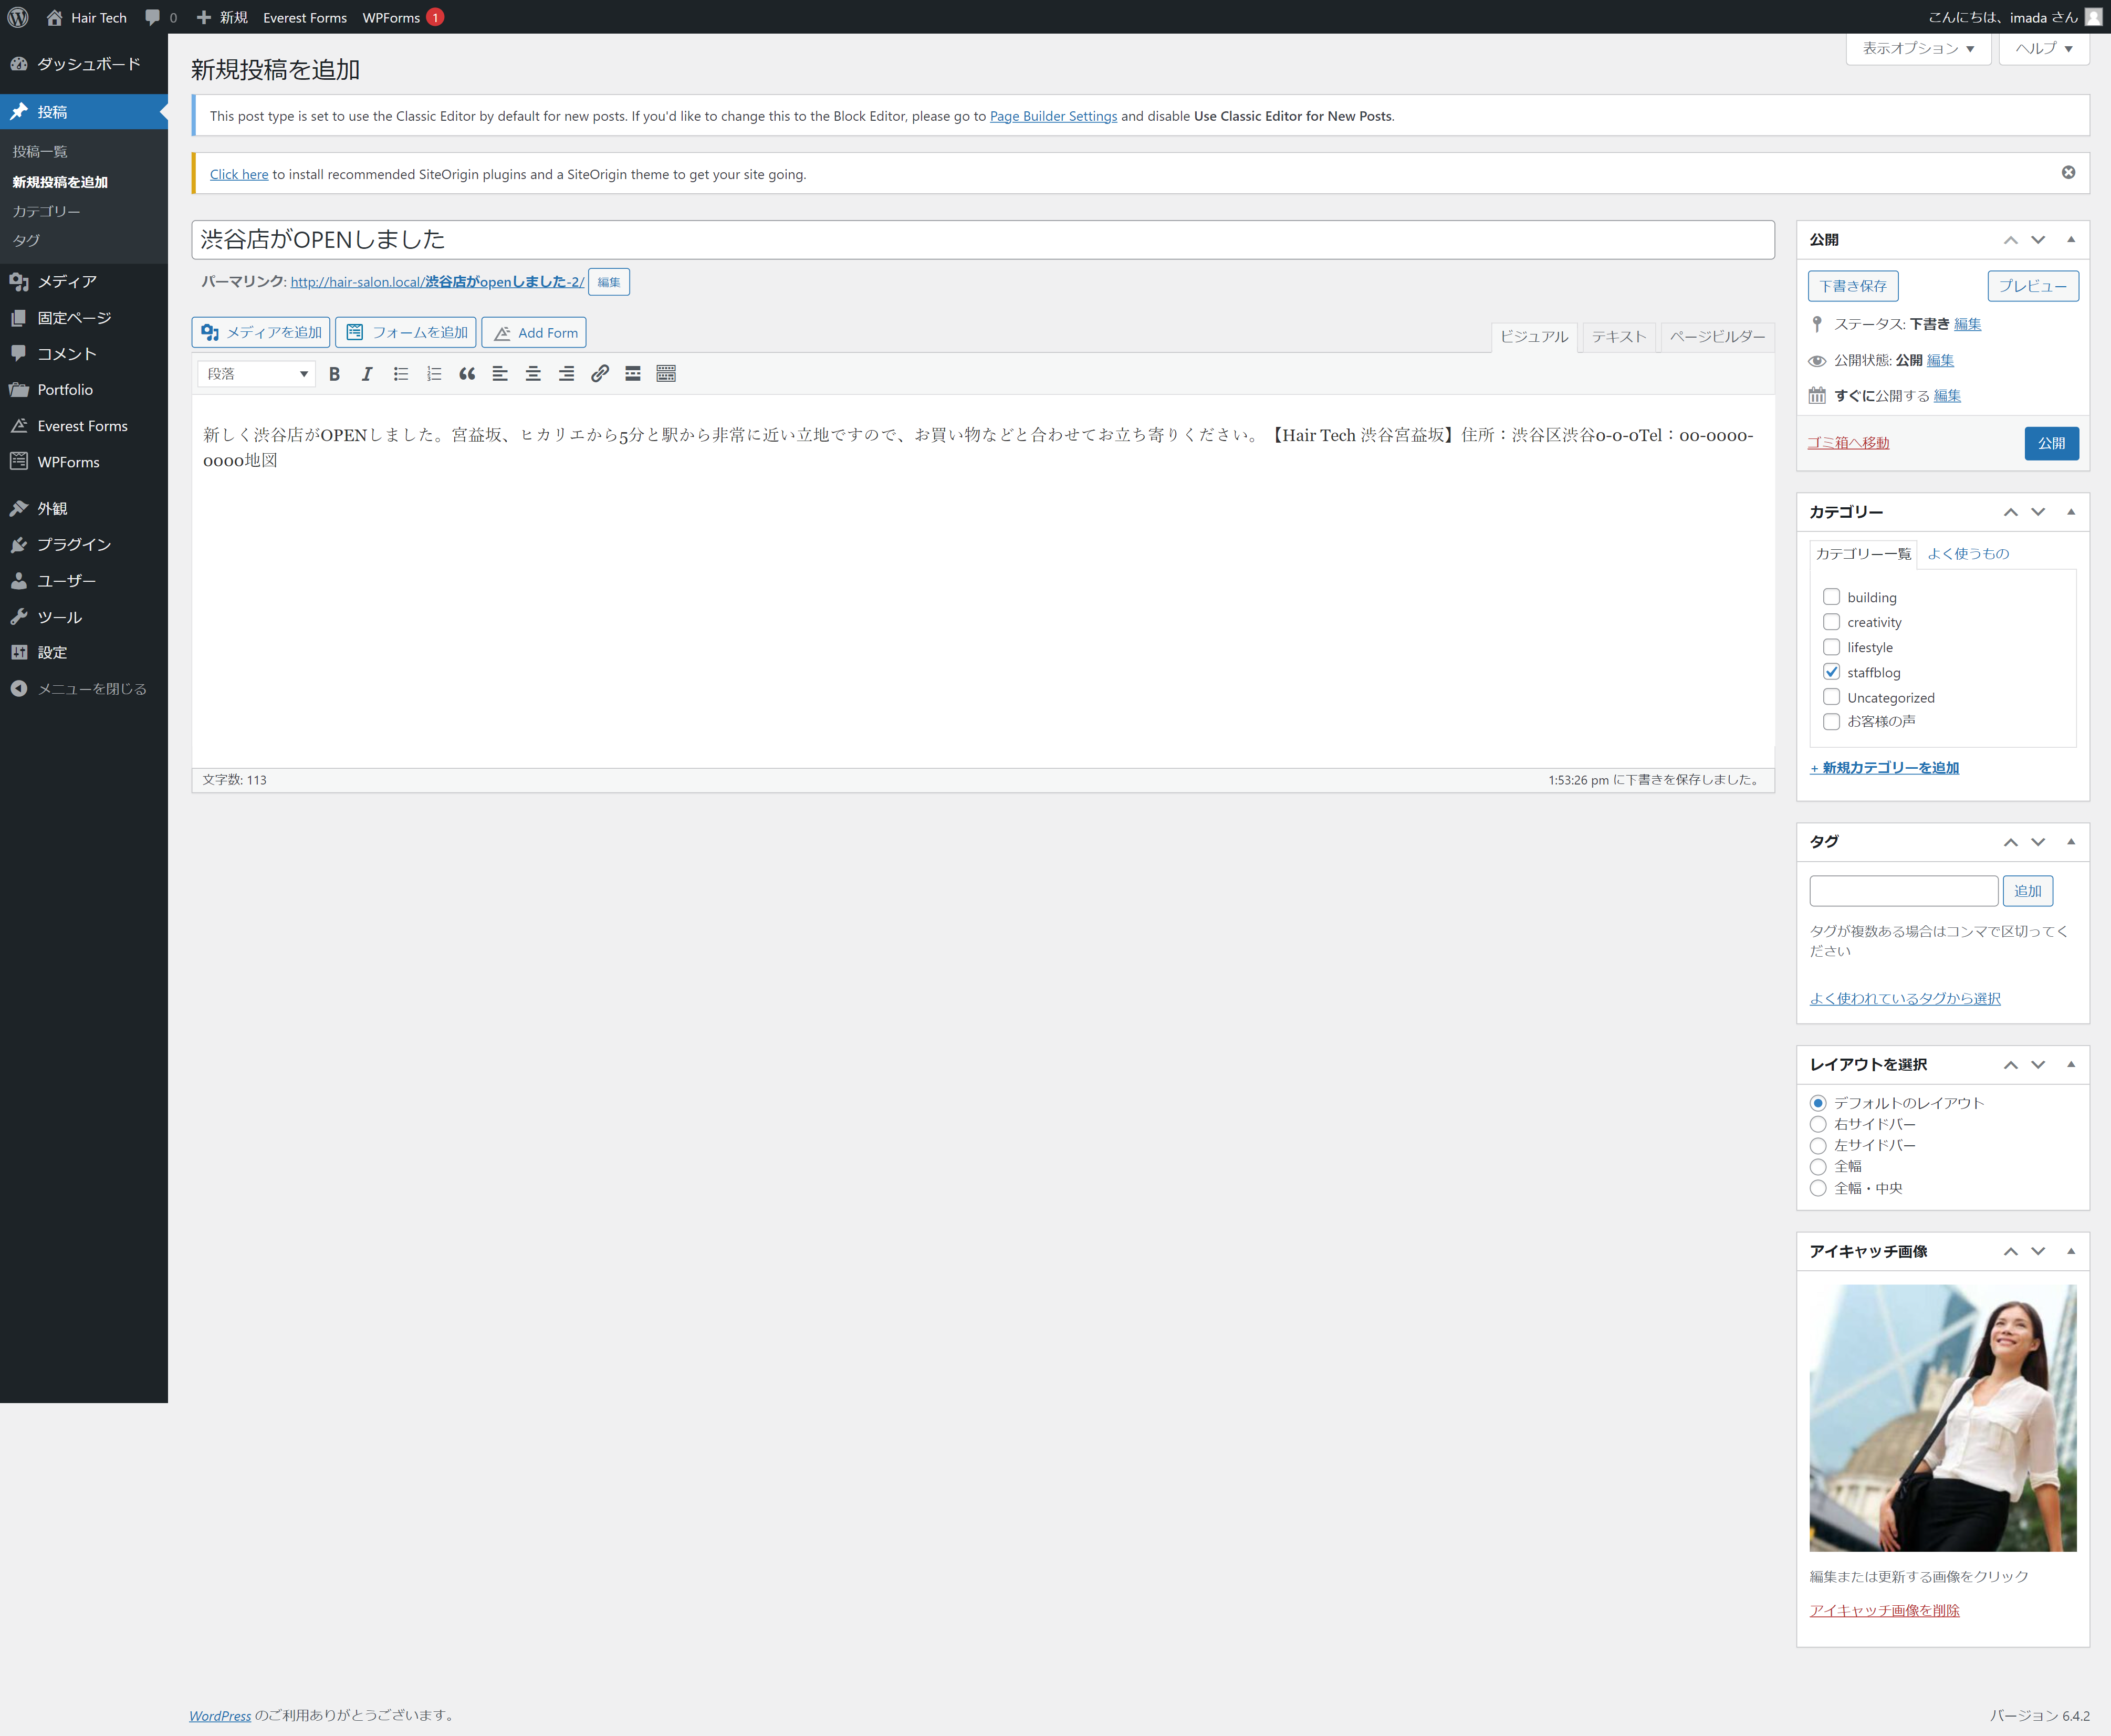 Hair Tech 0 新規 Everest Forms WPForms 1 こんにちは、imada さん
表示オプション ▼ ヘルプ ▼
ダッシュボード
投稿
投稿一覧
新規投稿を追加
カテゴリー
タグ
メディア
固定ページ
コメント
Portfolio
Everest Forms
WPForms
外観
プラグイン
ユーザー
ツール
設定
メニューを閉じる
新規投稿を追加
This post type is set to use the Classic Editor by default for new posts. If you'd like to change this to the Block Editor, please go to Page Builder Settings and disable Use Classic Editor for New Posts.
Click here to install recommended SiteOrigin plugins and a SiteOrigin theme to get your site going.
渋谷店がOPENしました
パーマリンク: http://hair-salon.local/渋谷店がopenしました-2/ 編集
メディアを追加 フォームを追加 Add Form
ビジュアル テキスト ページビルダー
段落
新しく渋谷店がOPENしました。宮益坂、ヒカリエから5分と駅から非常に近い立地ですので、お買い物などと合わせてお立ち寄りください。【Hair Tech 渋谷宮益坂】住所：渋谷区渋谷0-0-0Tel：00-0000-
0000地図
文字数: 113 1:53:26 pm に下書きを保存しました。
公開
下書き保存 プレビュー
ステータス: 下書き 編集
公開状態: 公開 編集
すぐに公開する 編集
ゴミ箱へ移動 公開
カテゴリー
カテゴリー一覧 よく使うもの
building
creativity
lifestyle
staffblog
Uncategorized
お客様の声
+ 新規カテゴリーを追加
タグ
追加
タグが複数ある場合はコンマで区切ってく
ださい
よく使われているタグから選択
レイアウトを選択
デフォルトのレイアウト
右サイドバー
左サイドバー
全幅
全幅・中央
アイキャッチ画像
編集または更新する画像をクリック
アイキャッチ画像を削除
WordPress のご利用ありがとうございます。 バージョン 6.4.2